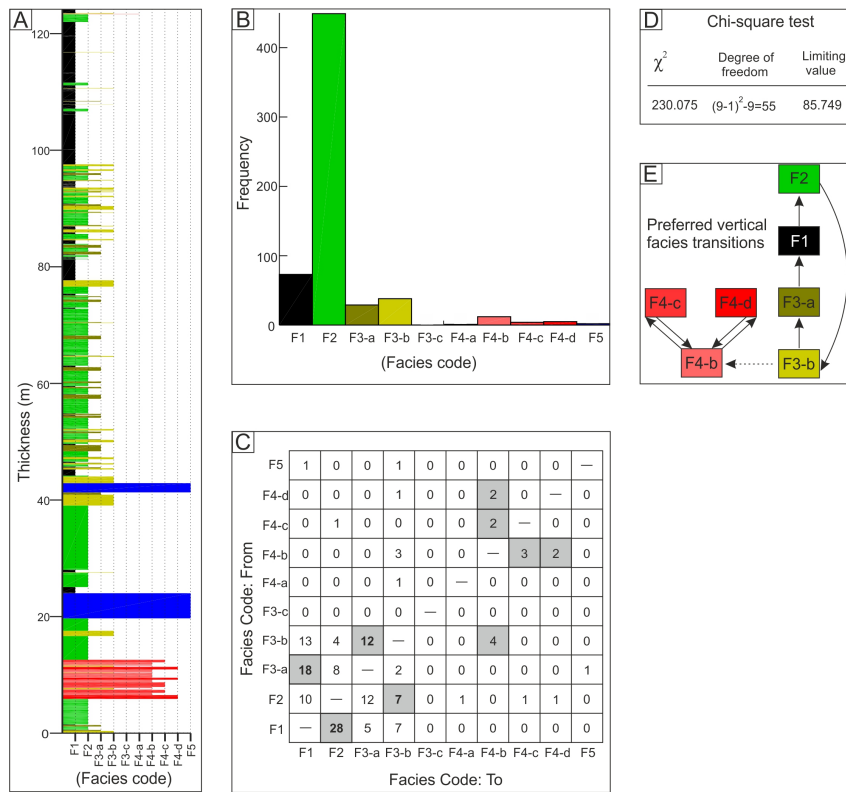 A
120
100
80
60
40
20
0
Thickness (m)
F1
F2
F3-a
F3-b
F3-c
F4-a
F4-b
F4-c
F4-d
F5
(Facies code)
B
400
300
200
100
0
Frequency
F1 F2 F3-a F3-b F3-c F4-a F4-b F4-c F4-d F5
(Facies code)
C
Facies Code: From
F5 1 0 0 1 0 0 0 0 0 —
F4-d 0 0 0 1 0 0 2 0 — 0
F4-c 0 1 0 0 0 0 2 — 0 0
F4-b 0 0 0 3 0 0 — 3 2 0
F4-a 0 0 0 1 0 — 0 0 0 0
F3-c 0 0 0 0 — 0 0 0 0 0
F3-b 13 4 12 — 0 0 4 0 0 0
F3-a 18 8 — 2 0 0 0 0 0 1
F2 10 — 12 7 0 1 0 1 1 0
F1 — 28 5 7 0 0 0 0 0 0
F1 F2 F3-a F3-b F3-c F4-a F4-b F4-c F4-d F5
Facies Code: To
D
Chi-square test
χ² Degree of freedom Limiting value
230.075 (9-1)²-9=55 85.749
E
Preferred vertical
facies transitions
F2
F1
F4-c F4-d F3-a
F4-b F3-b